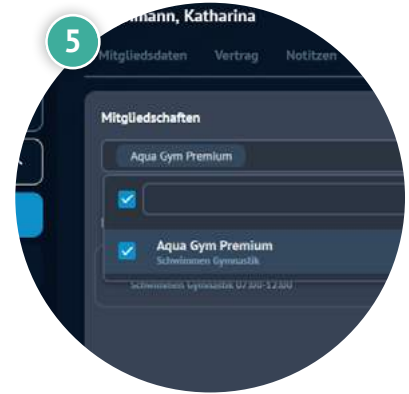 5
mann, Katharina
Mitgliedsdaten Vertrag Notitzen
Mitgliedschaften
Aqua Gym Premium
Aqua Gym Premium
Schwimmen Gymnastik
Schwimmen Gymnastik 07:00-12:00